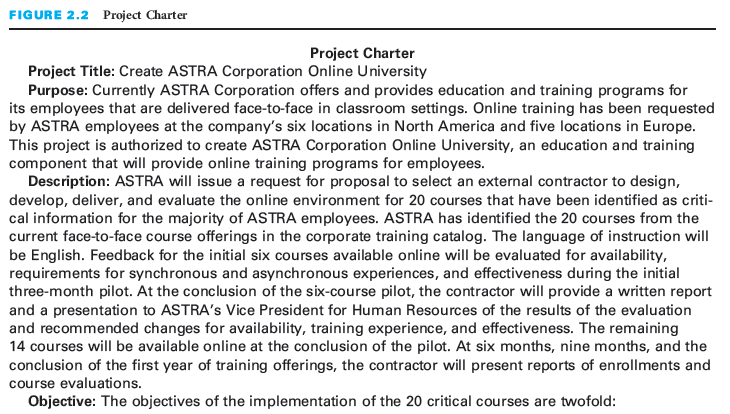 FIGURE 2.2 Project Charter
Project Charter
Project Title: Create ASTRA Corporation Online University
Purpose: Currently ASTRA Corporation offers and provides education and training programs for
its employees that are delivered face-to-face in classroom settings. Online training has been requested
by ASTRA employees at the company's six locations in North America and five locations in Europe.
This project is authorized to create ASTRA Corporation Online University, an education and training
component that will provide online training programs for employees.
Description: ASTRA will issue a request for proposal to select an external contractor to design,
develop, deliver, and evaluate the online environment for 20 courses that have been identified as criti-
cal information for the majority of ASTRA employees. ASTRA has identified the 20 courses from the
current face-to-face course offerings in the corporate training catalog. The language of instruction will
be English. Feedback for the initial six courses available online will be evaluated for availability,
requirements for synchronous and asynchronous experiences, and effectiveness during the initial
three-month pilot. At the conclusion of the six-course pilot, the contractor will provide a written report
and a presentation to ASTRA's Vice President for Human Resources of the results of the evaluation
and recommended changes for availability, training experience, and effectiveness. The remaining
14 courses will be available online at the conclusion of the pilot. At six months, nine months, and the
conclusion of the first year of training offerings, the contractor will present reports of enrollments and
course evaluations.
Objective: The objectives of the implementation of the 20 critical courses are twofold: